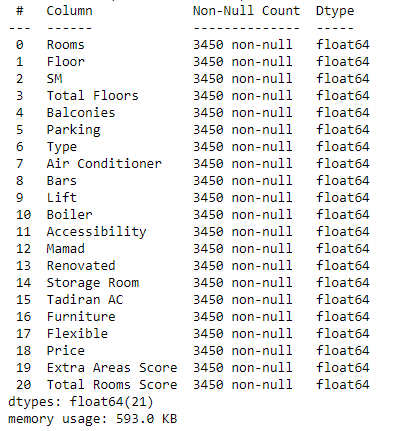 #   Column             Non-Null Count  Dtype
---  ------             --------------  -----
0   Rooms              3450 non-null   float64
1   Floor              3450 non-null   float64
2   SM                 3450 non-null   float64
3   Total Floors       3450 non-null   float64
4   Balconies          3450 non-null   float64
5   Parking            3450 non-null   float64
6   Type               3450 non-null   float64
7   Air Conditioner    3450 non-null   float64
8   Bars               3450 non-null   float64
9   Lift               3450 non-null   float64
10  Boiler             3450 non-null   float64
11  Accessibility      3450 non-null   float64
12  Mamad              3450 non-null   float64
13  Renovated          3450 non-null   float64
14  Storage Room       3450 non-null   float64
15  Tadiran AC         3450 non-null   float64
16  Furniture          3450 non-null   float64
17  Flexible           3450 non-null   float64
18  Price              3450 non-null   float64
19  Extra Areas Score  3450 non-null   float64
20  Total Rooms Score  3450 non-null   float64
dtypes: float64(21)
memory usage: 593.0 KB